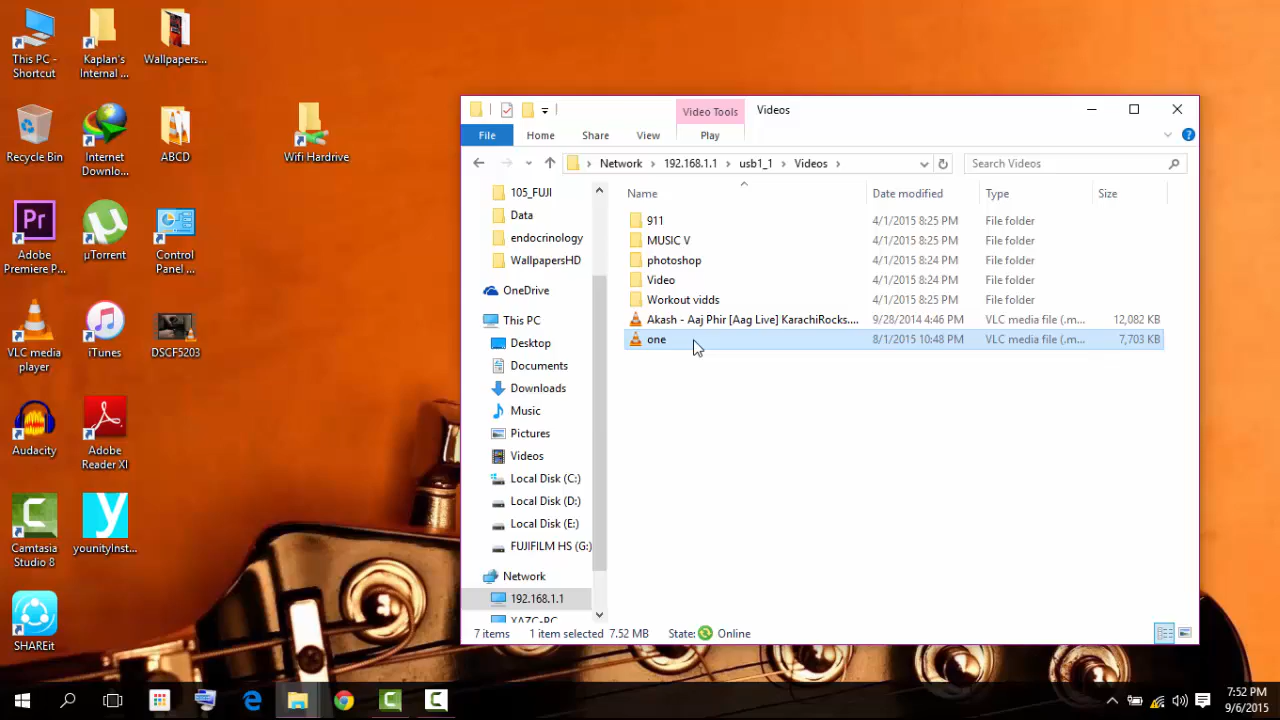 This PC -
Shortcut
Kaplan's
Internal ...
Wallpapers...
Recycle Bin
Internet
Downlo...
ABCD
Wifi Hardrive
Pr
Adobe
Premiere P...
µTorrent
Control
Panel ...
VLC media
player
iTunes
DSCF5203
Audacity
Adobe
Reader XI
Camtasia
Studio 8
y
younityInst...
SHAREit
Video Tools
Videos
File
Home
Share
View
Play
Network
192.168.1.1
usb1_1
Videos
Search Videos
105_FUJI
Data
endocrinology
WallpapersHD
OneDrive
This PC
Desktop
Documents
Downloads
Music
Pictures
Videos
Local Disk (C:)
Local Disk (D:)
Local Disk (E:)
FUJIFILM HS (G:)
Network
192.168.1.1
XAZC-PC
Name Date modified Type Size
911 4/1/2015 8:25 PM File folder
MUSIC V 4/1/2015 8:25 PM File folder
photoshop 4/1/2015 8:24 PM File folder
Video 4/1/2015 8:24 PM File folder
Workout vidds 4/1/2015 8:25 PM File folder
Akash - Aaj Phir [Aag Live] KarachiRocks.... 9/28/2014 4:46 PM VLC media file (.m... 12,082 KB
one 8/1/2015 10:48 PM VLC media file (.m... 7,703 KB
7 items 1 item selected 7.52 MB State: Online
7:52 PM
9/6/2015